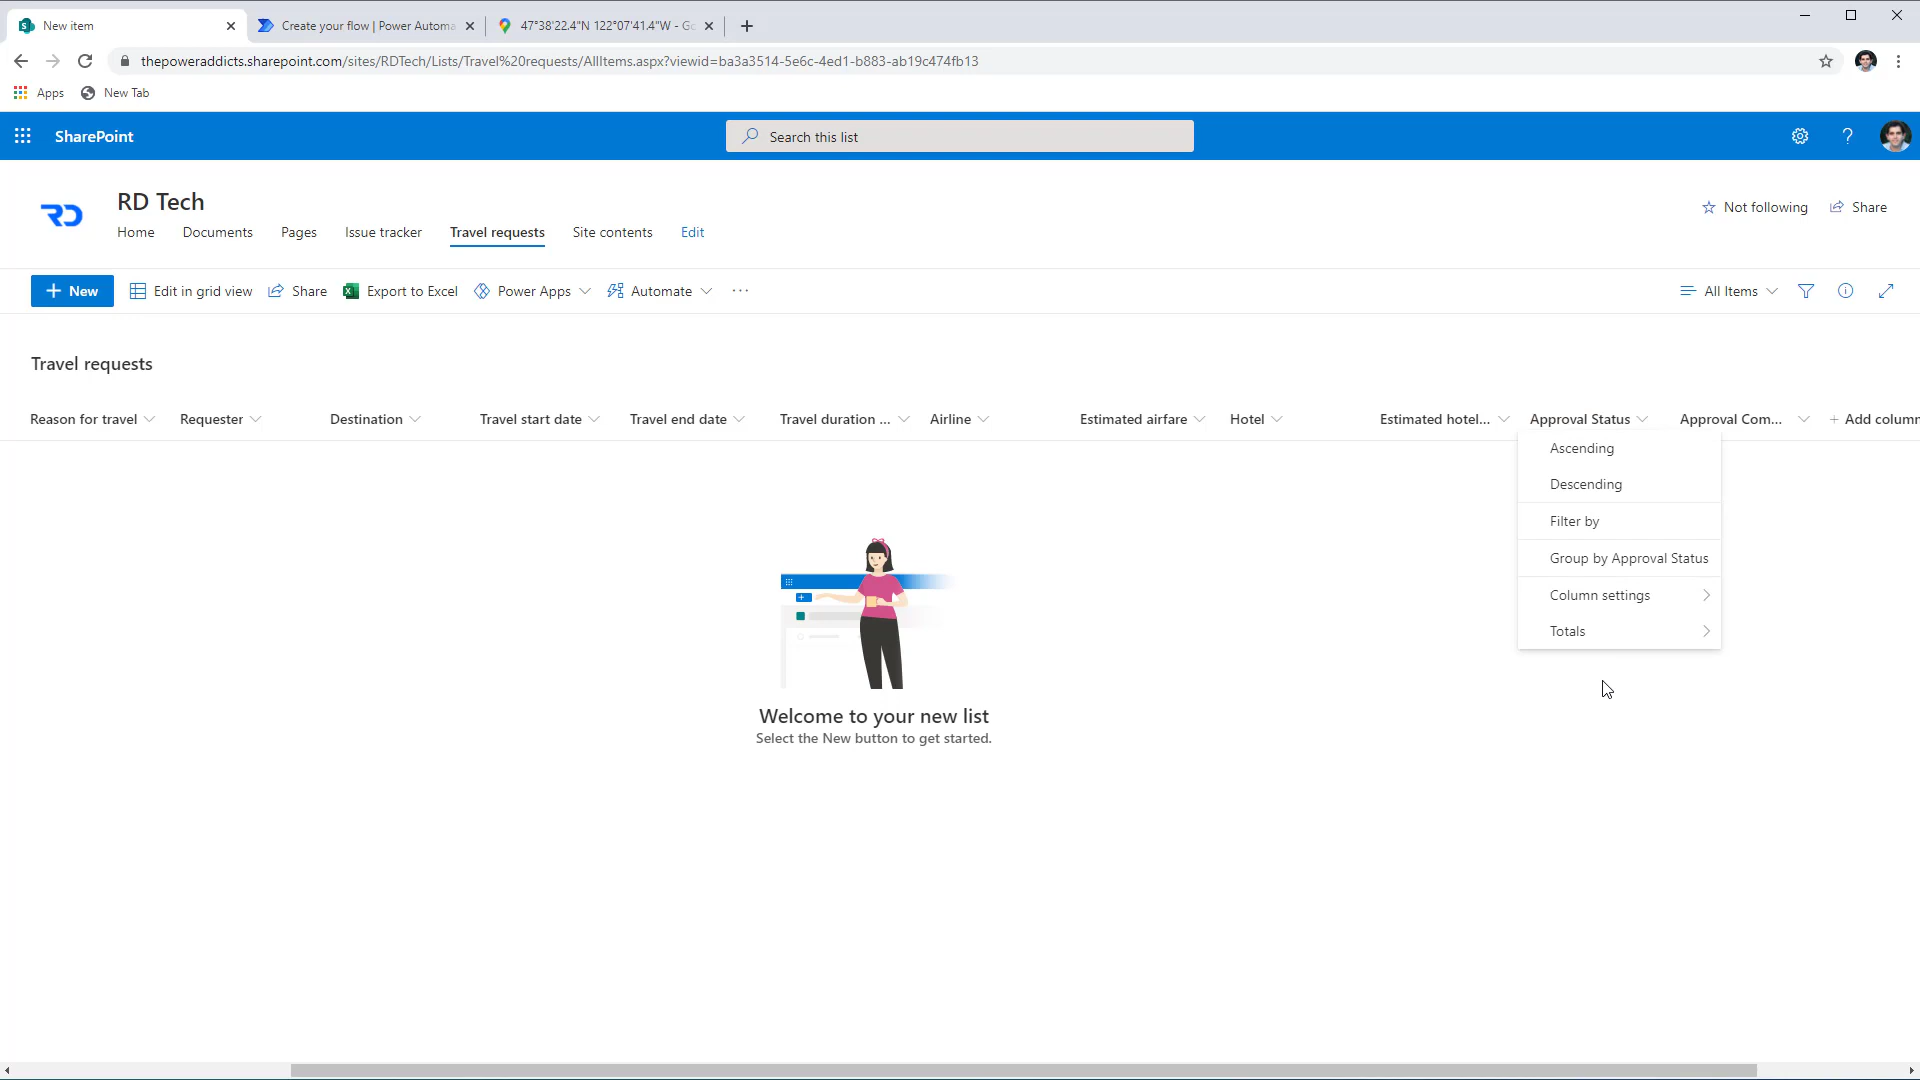 New item
Create your flow | Power Automa
47°38'22.4"N 122°07'41.4"W - Go
thepoweraddicts.sharepoint.com/sites/RDTech/Lists/Travel%20requests/AllItems.aspx?viewid=ba3a3514-5e6c-4ed1-b883-ab19c474fb13
Apps
New Tab
SharePoint
Search this list
?
RD
RD Tech
Not following
Share
Home
Documents
Pages
Issue tracker
Travel requests
Site contents
Edit
New
Edit in grid view
Share
Export to Excel
Power Apps
Automate
All Items
Travel requests
Reason for travel
Requester
Destination
Travel start date
Travel end date
Travel duration ...
Airline
Estimated airfare
Hotel
Estimated hotel...
Approval Status
Approval Com...
Add column
Ascending
Descending
Filter by
Group by Approval Status
Column settings
Totals
Welcome to your new list
Select the New button to get started.